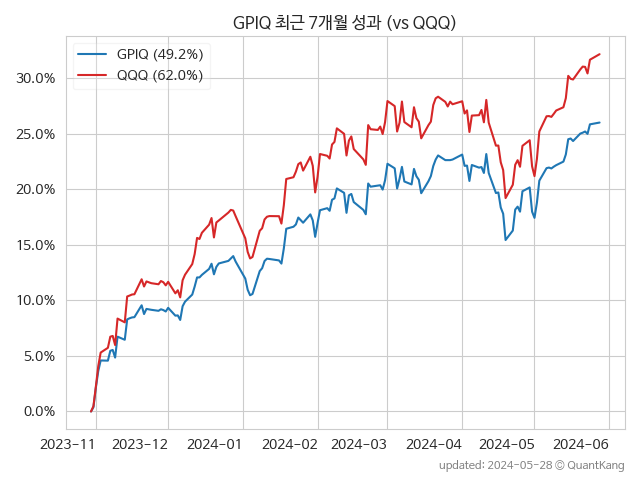 GPIQ 최근 7개월 성과 (vs QQQ)
GPIQ (49.2%)
QQQ (62.0%)
30.0%
25.0%
20.0%
15.0%
10.0%
5.0%
0.0%
2023-11 2023-12 2024-01 2024-02 2024-03 2024-04 2024-05 2024-06
updated: 2024-05-28 © QuantKang